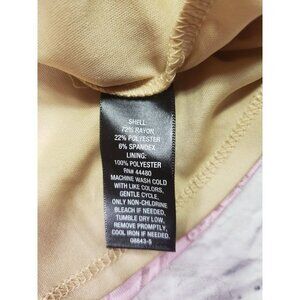 SHELL:
72% RAYON
22% POLYESTER
6% SPANDEX
LINING:
100% POLYESTER
RN# 44480
MACHINE WASH COLD
WITH LIKE COLORS,
GENTLE CYCLE,
ONLY NON-CHLORINE
BLEACH IF NEEDED,
TUMBLE DRY LOW,
REMOVE PROMPTLY,
COOL IRON IF NEEDED.
08843-5